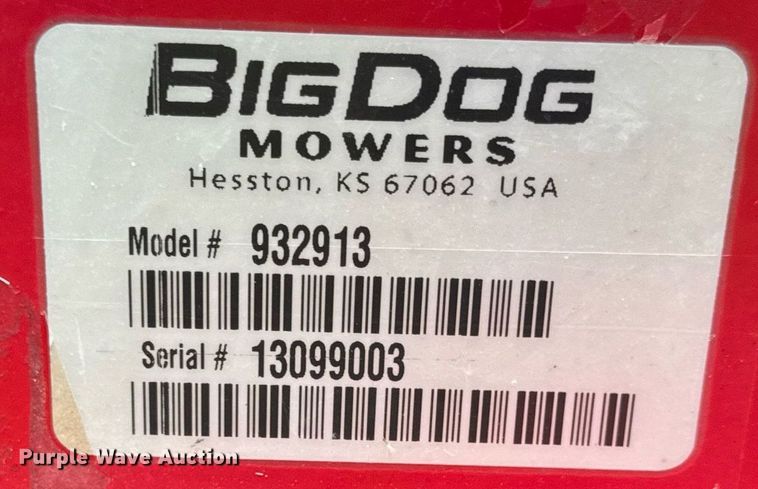 BIGDOG
MOWERS
Hesston, KS 67062 USA
Model # 932913
Serial # 13099003
Purple Wave Auction